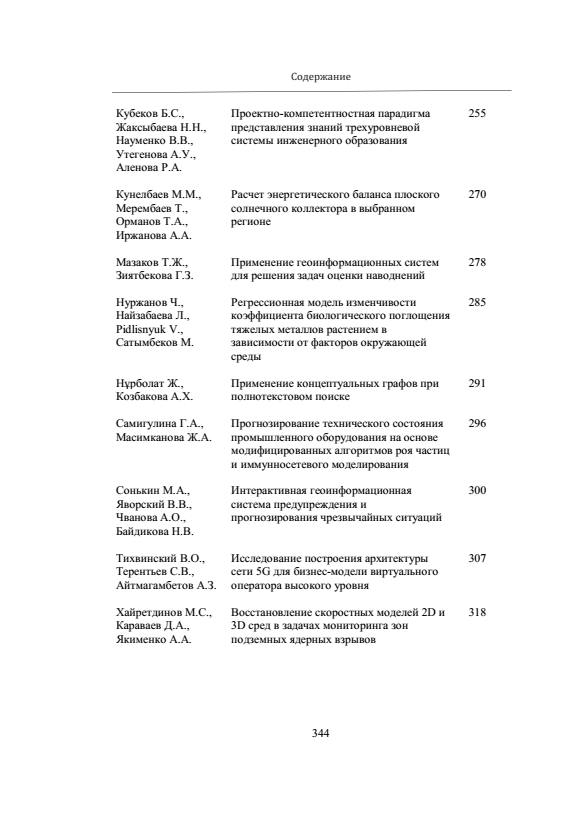 Содержание
Кубеков Б.С., Проектно-компетентностная парадигма 255
Жаксыбаева Н.Н., представления знаний трехуровневой
Науменко В.В., системы инженерного образования
Утегенова А.У.,
Аленова Р.А.
Кунелбаев М.М., Расчет энергетического баланса плоского 270
Мерембаев Т., солнечного коллектора в выбранном
Орманов Т.А., регионе
Иржанова А.А.
Мазаков Т.Ж., Применение геоинформационных систем 278
Зиятбекова Г.З. для решения задач оценки наводнений
Нуржанов Ч., Регрессионная модель изменчивости 285
Найзабаева Л., коэффициента биологического поглощения
Pidlisnyuk V., тяжелых металлов растением в
Сатымбеков М. зависимости от факторов окружающей
среды
Нұрболат Ж., Применение концептуальных графов при 291
Козбакова А.Х. полнотекстовом поиске
Самигулина Г.А., Прогнозирование технического состояния 296
Масимканова Ж.А. промышленного оборудования на основе
модифицированных алгоритмов роя частиц
и иммунносетевого моделирования
Сонькин М.А., Интерактивная геоинформационная 300
Яворский В.В., система предупреждения и
Чванова А.О., прогнозирования чрезвычайных ситуаций
Байдикова Н.В.
Тихвинский В.О., Исследование построения архитектуры 307
Терентьев С.В., сети 5G для бизнес-модели виртуального
Айтмагамбетов А.З. оператора высокого уровня
Хайретдинов М.С., Восстановление скоростных моделей 2D и 318
Караваев Д.А., 3D сред в задачах мониторинга зон
Якименко А.А. подземных ядерных взрывов
344